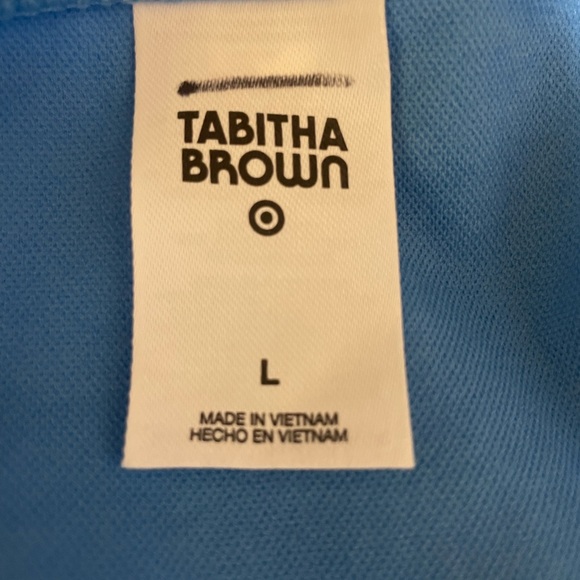 TABITHA
BROWN
L
MADE IN VIETNAM
HECHO EN VIETNAM